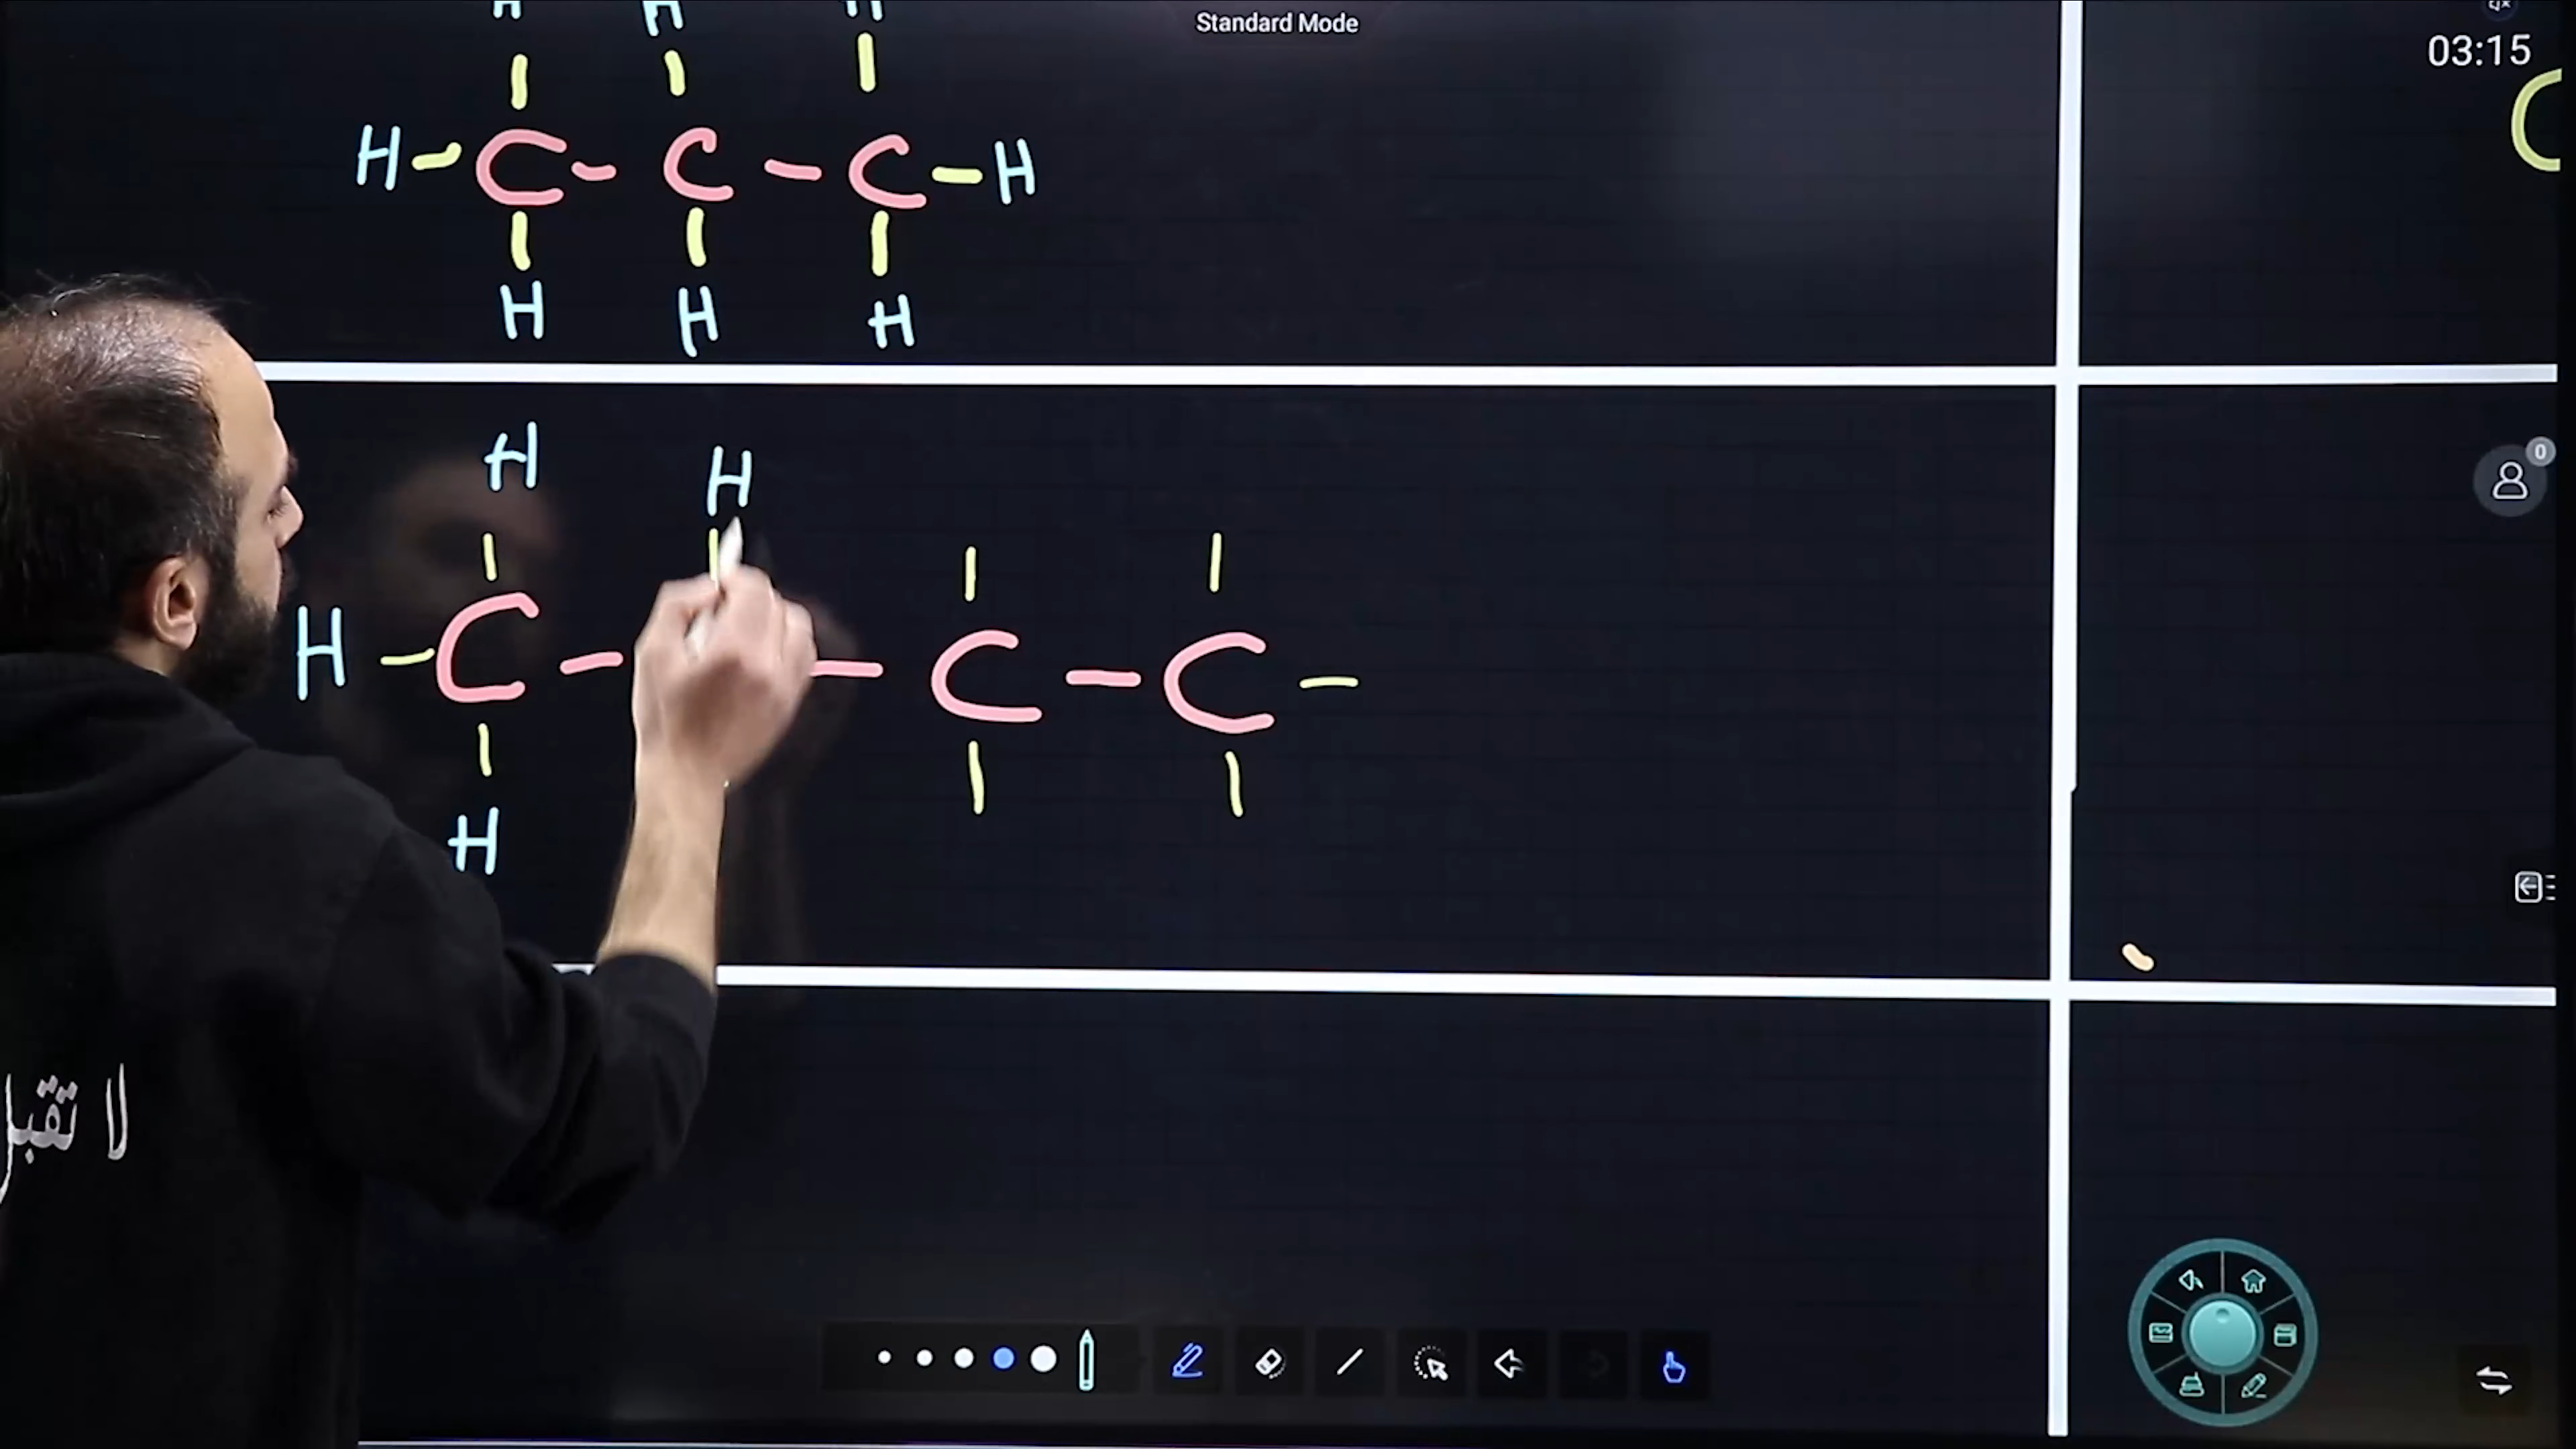 Standard Mode
03:15
H H H
H - C - C - C - H
H H H
C
0
H H
H - C - - C - C -
H
لا تقبل